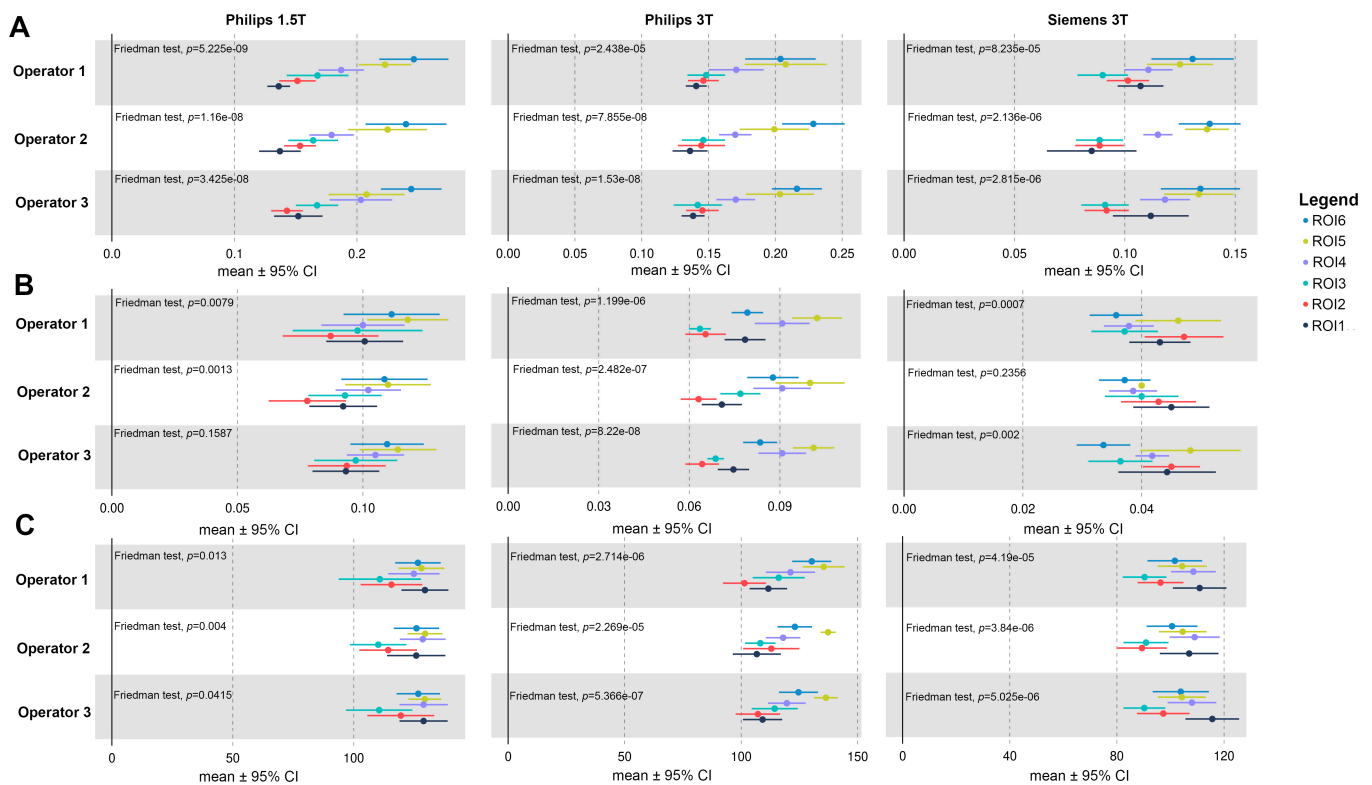 A
Philips 1.5T
Philips 3T
Siemens 3T
Operator 1
Friedman test, p=5.225e-09
Friedman test, p=2.438e-05
Friedman test, p=8.235e-05
Operator 2
Friedman test, p=1.16e-08
Friedman test, p=7.855e-08
Friedman test, p=2.136e-06
Operator 3
Friedman test, p=3.425e-08
Friedman test, p=1.53e-08
Friedman test, p=2.815e-06
0.0 0.1 0.2
0.00 0.05 0.10 0.15 0.20 0.25
0.00 0.05 0.10 0.15
mean ± 95% CI
mean ± 95% CI
mean ± 95% CI
Legend
ROI6
ROI5
ROI4
ROI3
ROI2
ROI1
B
Operator 1
Friedman test, p=0.0079
Friedman test, p=1.199e-06
Friedman test, p=0.0007
Operator 2
Friedman test, p=0.0013
Friedman test, p=2.482e-07
Friedman test, p=0.2356
Operator 3
Friedman test, p=0.1587
Friedman test, p=8.22e-08
Friedman test, p=0.002
0.00 0.05 0.10
0.00 0.03 0.06 0.09
0.00 0.02 0.04
mean ± 95% CI
mean ± 95% CI
mean ± 95% CI
C
Operator 1
Friedman test, p=0.013
Friedman test, p=2.714e-06
Friedman test, p=4.19e-05
Operator 2
Friedman test, p=0.004
Friedman test, p=2.269e-05
Friedman test, p=3.84e-06
Operator 3
Friedman test, p=0.0415
Friedman test, p=5.366e-07
Friedman test, p=5.025e-06
0 50 100
0 50 100 150
0 40 80 120
mean ± 95% CI
mean ± 95% CI
mean ± 95% CI